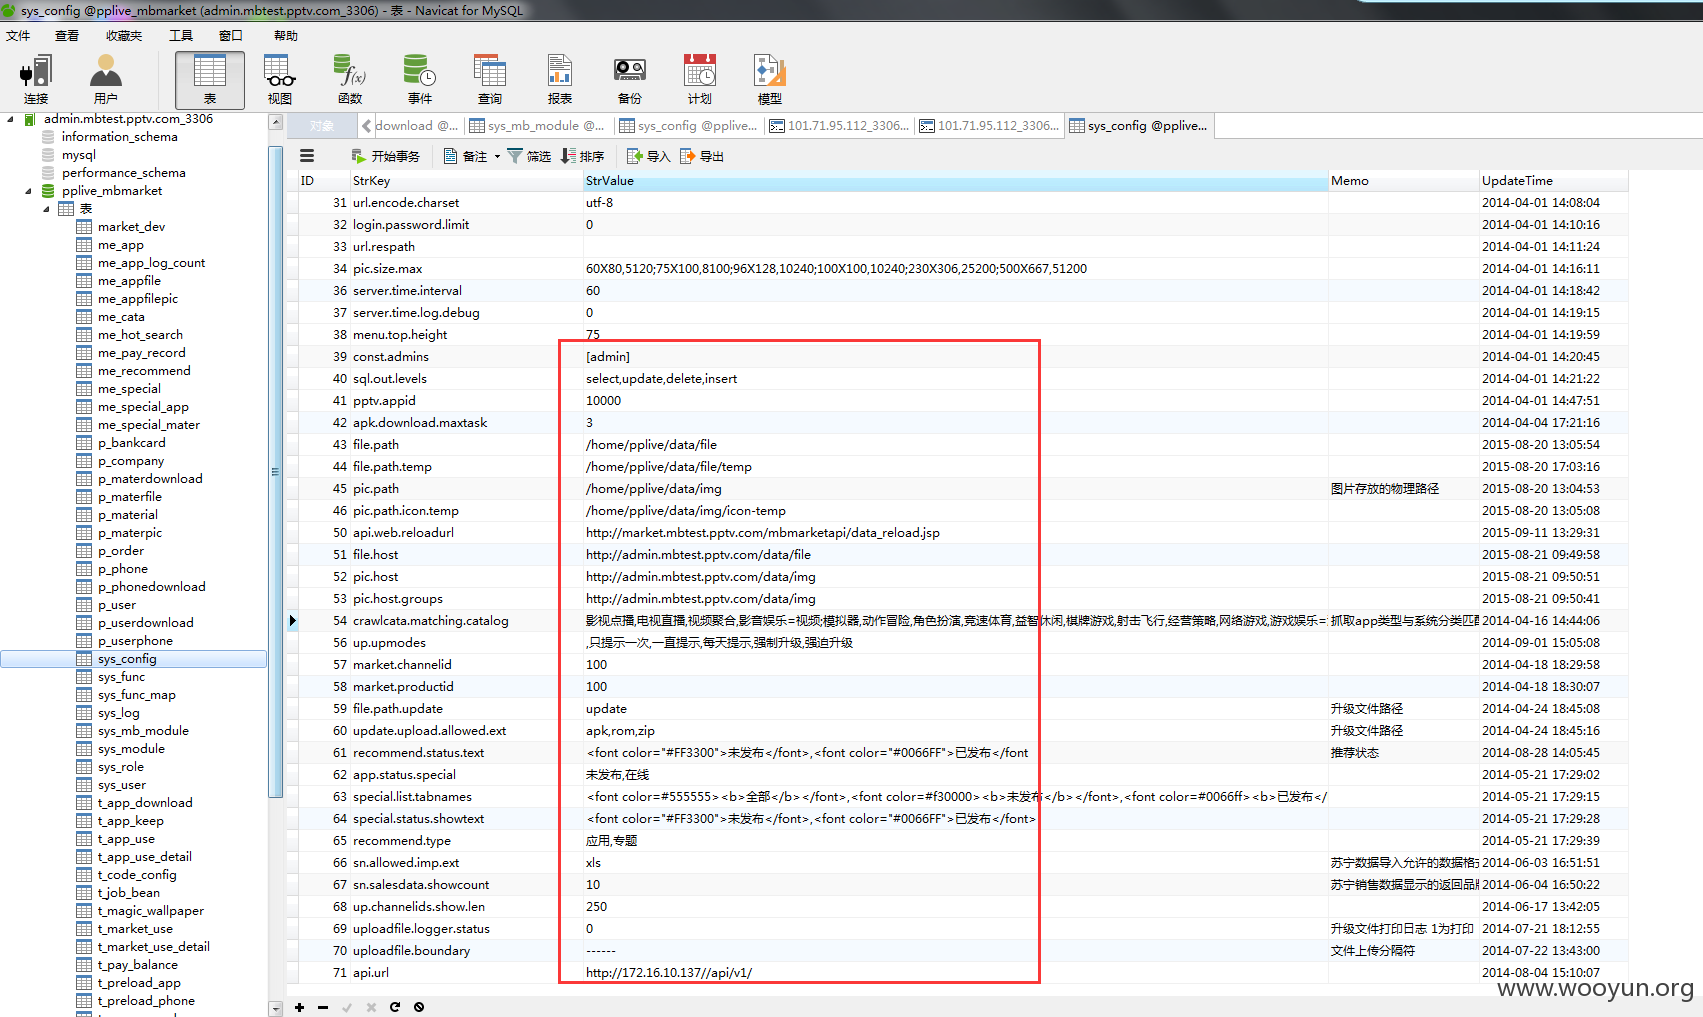 sys_config @pplive_mbmarket (admin.mbtest.pptv.com_3306) - 表 - Navicat for MySQL
文件 查看 收藏夹 工具 窗口 帮助
连接 用户 表 视图 函数 事件 查询 报表 备份 计划 模型
对象 download @... sys_mb_module @... sys_config @pplive... 101.71.95.112_3306... 101.71.95.112_3306... sys_config @pplive...
开始事务 备注 筛选 排序 导入 导出
admin.mbtest.pptv.com_3306
information_schema
mysql
performance_schema
pplive_mbmarket
表
market_dev
me_app
me_app_log_count
me_appfile
me_appfilepic
me_cata
me_hot_search
me_pay_record
me_recommend
me_special
me_special_app
me_special_mater
p_bankcard
p_company
p_materdownload
p_materfile
p_material
p_materpic
p_order
p_phone
p_phonedownload
p_user
p_userdownload
p_userphone
sys_config
sys_func
sys_func_map
sys_log
sys_mb_module
sys_module
sys_role
sys_user
t_app_download
t_app_keep
t_app_use
t_app_use_detail
t_code_config
t_job_bean
t_magic_wallpaper
t_market_use
t_market_use_detail
t_pay_balance
t_preload_app
t_preload_phone
ID StrKey StrValue Memo UpdateTime
31 url.encode.charset utf-8 2014-04-01 14:08:04
32 login.password.limit 0 2014-04-01 14:10:16
33 url.respath 2014-04-01 14:11:24
34 pic.size.max 60X80,5120;75X100,8100;96X128,10240;100X100,10240;230X306,25200;500X667,51200 2014-04-01 14:16:11
36 server.time.interval 60 2014-04-01 14:18:42
37 server.time.log.debug 0 2014-04-01 14:19:15
38 menu.top.height 75 2014-04-01 14:19:59
39 const.admins [admin] 2014-04-01 14:20:45
40 sql.out.levels select,update,delete,insert 2014-04-01 14:21:22
41 pptv.appid 10000 2014-04-01 14:47:51
42 apk.download.maxtask 3 2014-04-04 17:21:16
43 file.path /home/pplive/data/file 2015-08-20 13:05:54
44 file.path.temp /home/pplive/data/file/temp 2015-08-20 17:03:16
45 pic.path /home/pplive/data/img 图片存放的物理路径 2015-08-20 13:04:53
46 pic.path.icon.temp /home/pplive/data/img/icon-temp 2015-08-20 13:05:08
50 api.web.reloadurl http://market.mbtest.pptv.com/mbmarketapi/data_reload.jsp 2015-09-11 13:29:31
51 file.host http://admin.mbtest.pptv.com/data/file 2015-08-21 09:49:58
52 pic.host http://admin.mbtest.pptv.com/data/img 2015-08-21 09:50:51
53 pic.host.groups http://admin.mbtest.pptv.com/data/img 2015-08-21 09:50:41
54 crawlcata.matching.catalog 影视点播,电视直播,视频聚合,影音娱乐=视频;模拟器,动作冒险,角色扮演,竞速体育,益智休闲,棋牌游戏,射击飞行,经营策略,网络游戏,游戏娱乐= 抓取app类型与系统分类匹配 2014-04-16 14:44:06
56 up.upmodes ,只提示一次,一直提示,每天提示,强制升级,强迫升级 2014-09-01 15:05:08
57 market.channelid 100 2014-04-18 18:29:58
58 market.productid 100 2014-04-18 18:30:07
59 file.path.update update 升级文件路径 2014-04-24 18:45:08
60 update.upload.allowed.ext apk,rom,zip 升级文件路径 2014-04-24 18:45:16
61 recommend.status.text <font color="#FF3300">未发布</font>,<font color="#0066FF">已发布</font 推荐状态 2014-08-28 14:05:45
62 app.status.special 未发布,在线 2014-05-21 17:29:02
63 special.list.tabnames <font color=#555555><b>全部</b></font>,<font color=#f30000><b>未发布</b></font>,<font color=#0066ff><b>已发布</ 2014-05-21 17:29:15
64 special.status.showtext <font color="#FF3300">未发布</font>,<font color="#0066FF">已发布</font> 2014-05-21 17:29:28
65 recommend.type 应用,专题 2014-05-21 17:29:39
66 sn.allowed.imp.ext xls 苏宁数据导入允许的数据格式 2014-06-03 16:51:51
67 sn.salesdata.showcount 10 苏宁销售数据显示的返回品牌 2014-06-04 16:50:22
68 up.channelids.show.len 250 2014-06-17 13:42:05
69 uploadfile.logger.status 0 升级文件打印日志 1为打印 2014-07-21 18:12:55
70 uploadfile.boundary ------ 文件上传分隔符 2014-07-22 13:43:00
71 api.url http://172.16.10.137//api/v1/ 2014-08-04 15:10:07
www.wooyun.org